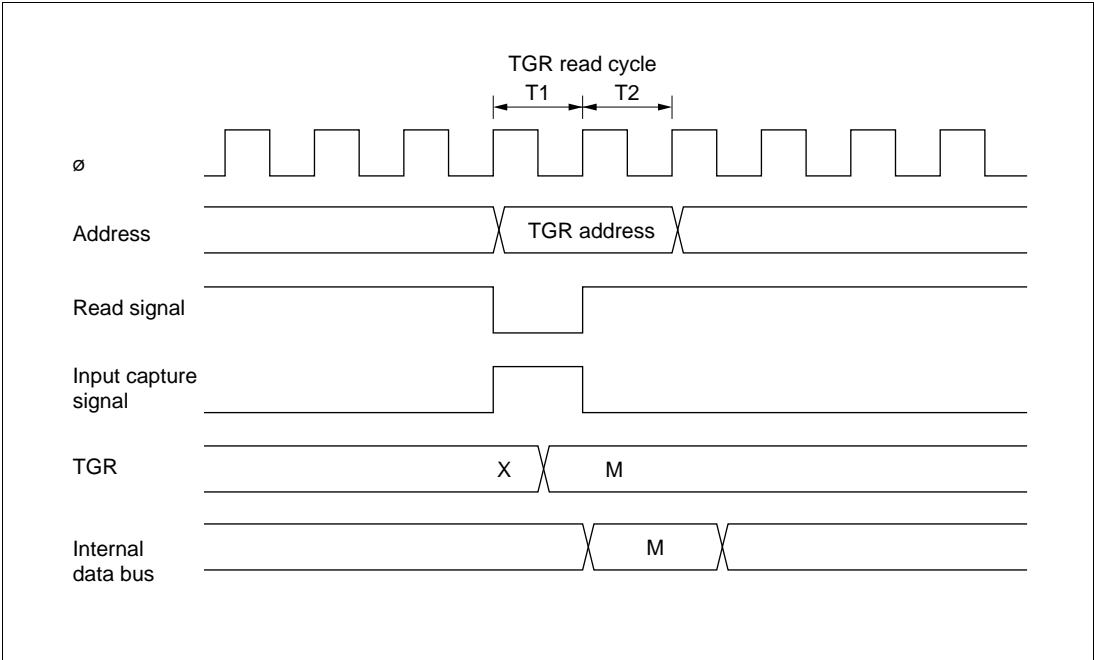 TGR read cycle
T1 T2
ø
Address
TGR address
Read signal
Input capture
signal
TGR
X M
Internal
data bus
M